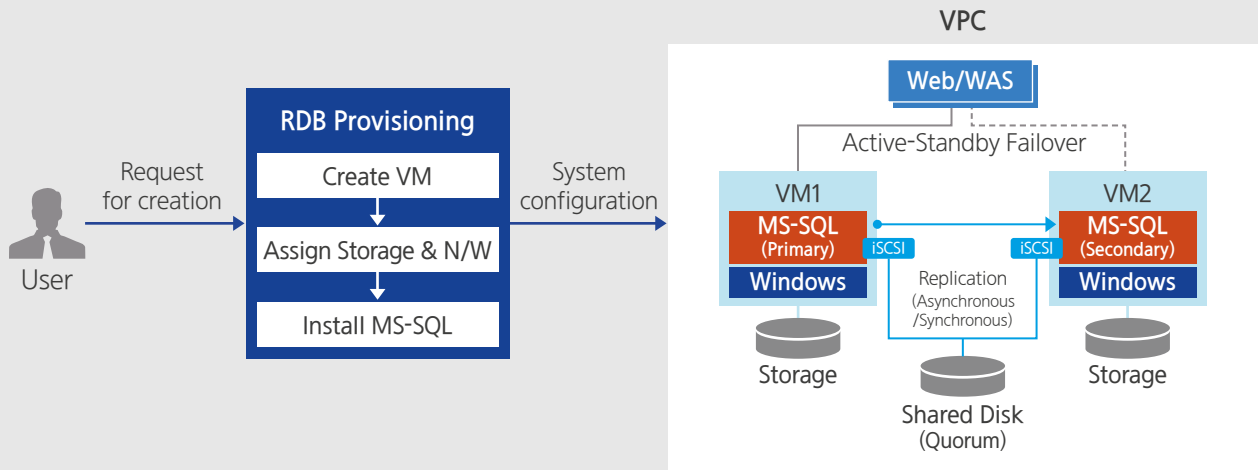 VPC
Web/WAS
Active-Standby Failover
RDB Provisioning
Create VM
Assign Storage & N/W
Install MS-SQL
Request
for creation
System
configuration
User
VM1
MS-SQL
(Primary)
Windows
iSCSI
iSCSI
VM2
MS-SQL
(Secondary)
Windows
Replication
(Asynchronous
/Synchronous)
Storage
Storage
Shared Disk
(Quorum)